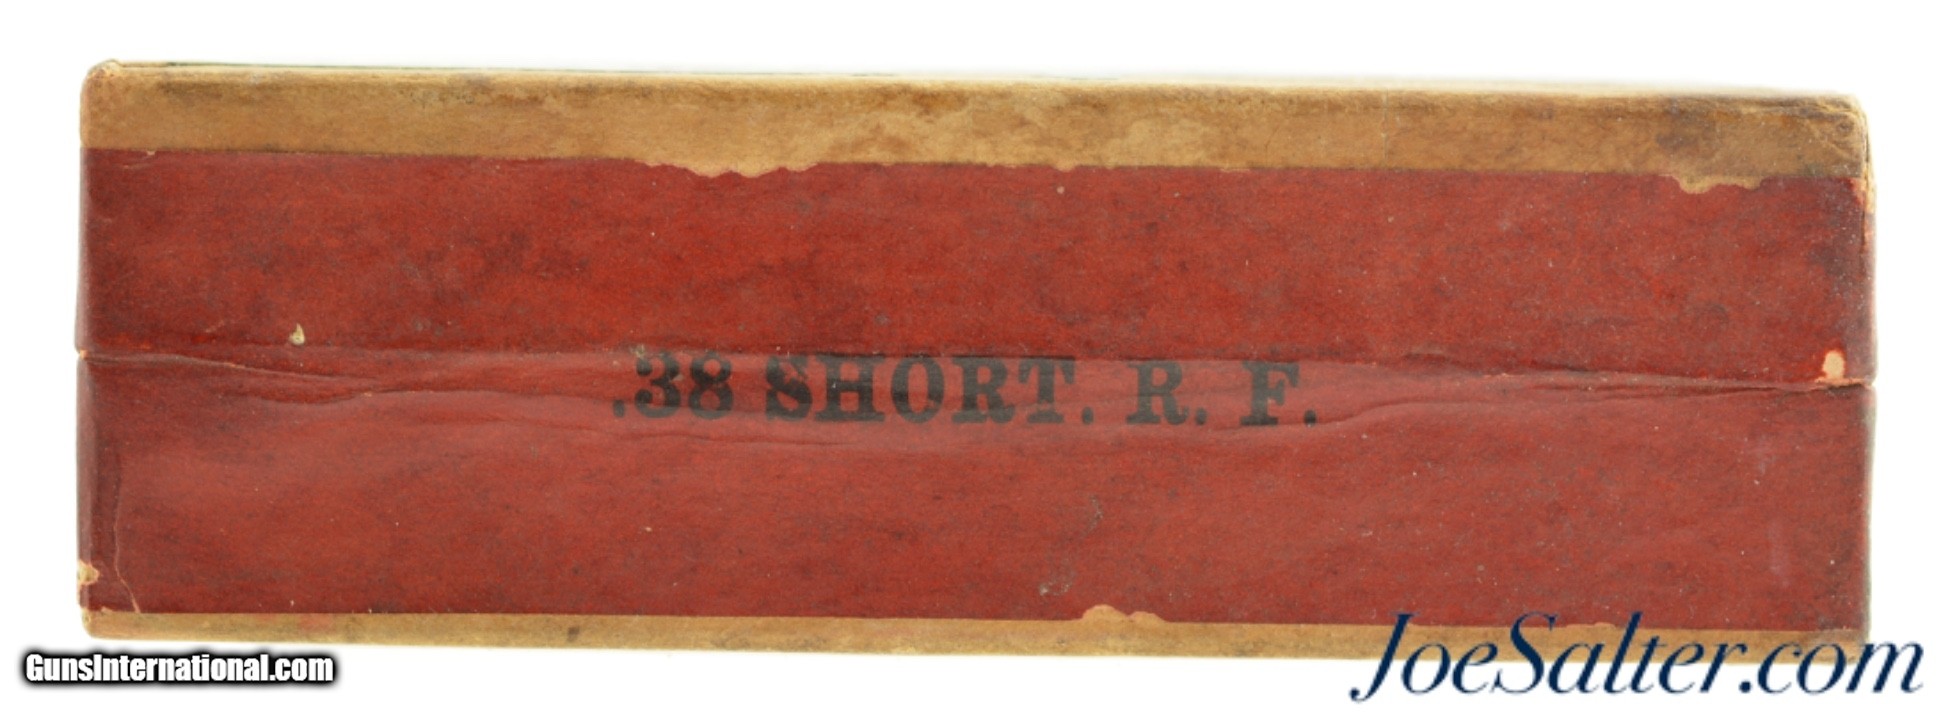 .38 SHORT. R. F.
GunsInternational.com
JoeSalter.com